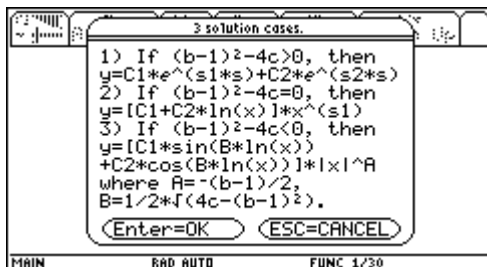 3 solution cases.
1) If (b-1)²-4c>0, then
y=C1*e^(s1*s)+C2*e^(s2*s)
2) If (b-1)²-4c=0, then
y=[C1+C2*ln(x)]*x^(s1)
3) If (b-1)²-4c<0, then
y=[C1*sin(B*ln(x))
+C2*cos(B*ln(x))]*|x|^A
where A=⁻(b-1)/2,
B=1/2*√(4c-(b-1)²).
Enter=OK ESC=CANCEL
MAIN RAD AUTO FUNC 1/30